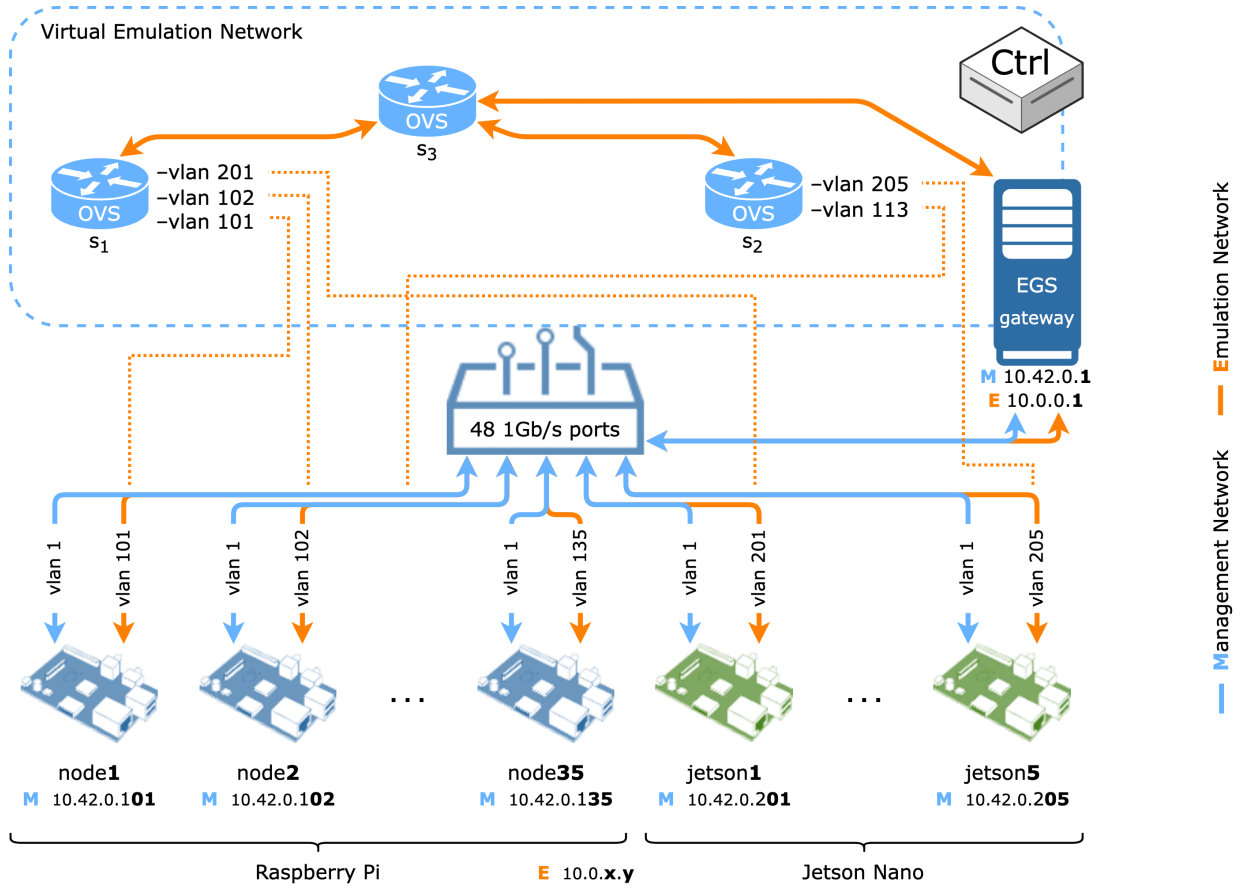 Virtual Emulation Network
Ctrl
OVS
s3
–vlan 201
–vlan 102
–vlan 101
OVS
s1
–vlan 205
–vlan 113
OVS
s2
EGS
gateway
M 10.42.0.1
E 10.0.0.1
48 1Gb/s ports
vlan 1
vlan 101
vlan 1
vlan 102
vlan 1
vlan 135
vlan 1
vlan 201
vlan 1
vlan 205
...
...
node1
M 10.42.0.101
node2
M 10.42.0.102
node35
M 10.42.0.135
jetson1
M 10.42.0.201
jetson5
M 10.42.0.205
Raspberry Pi
E 10.0.x.y
Jetson Nano
Emulation Network
Management Network